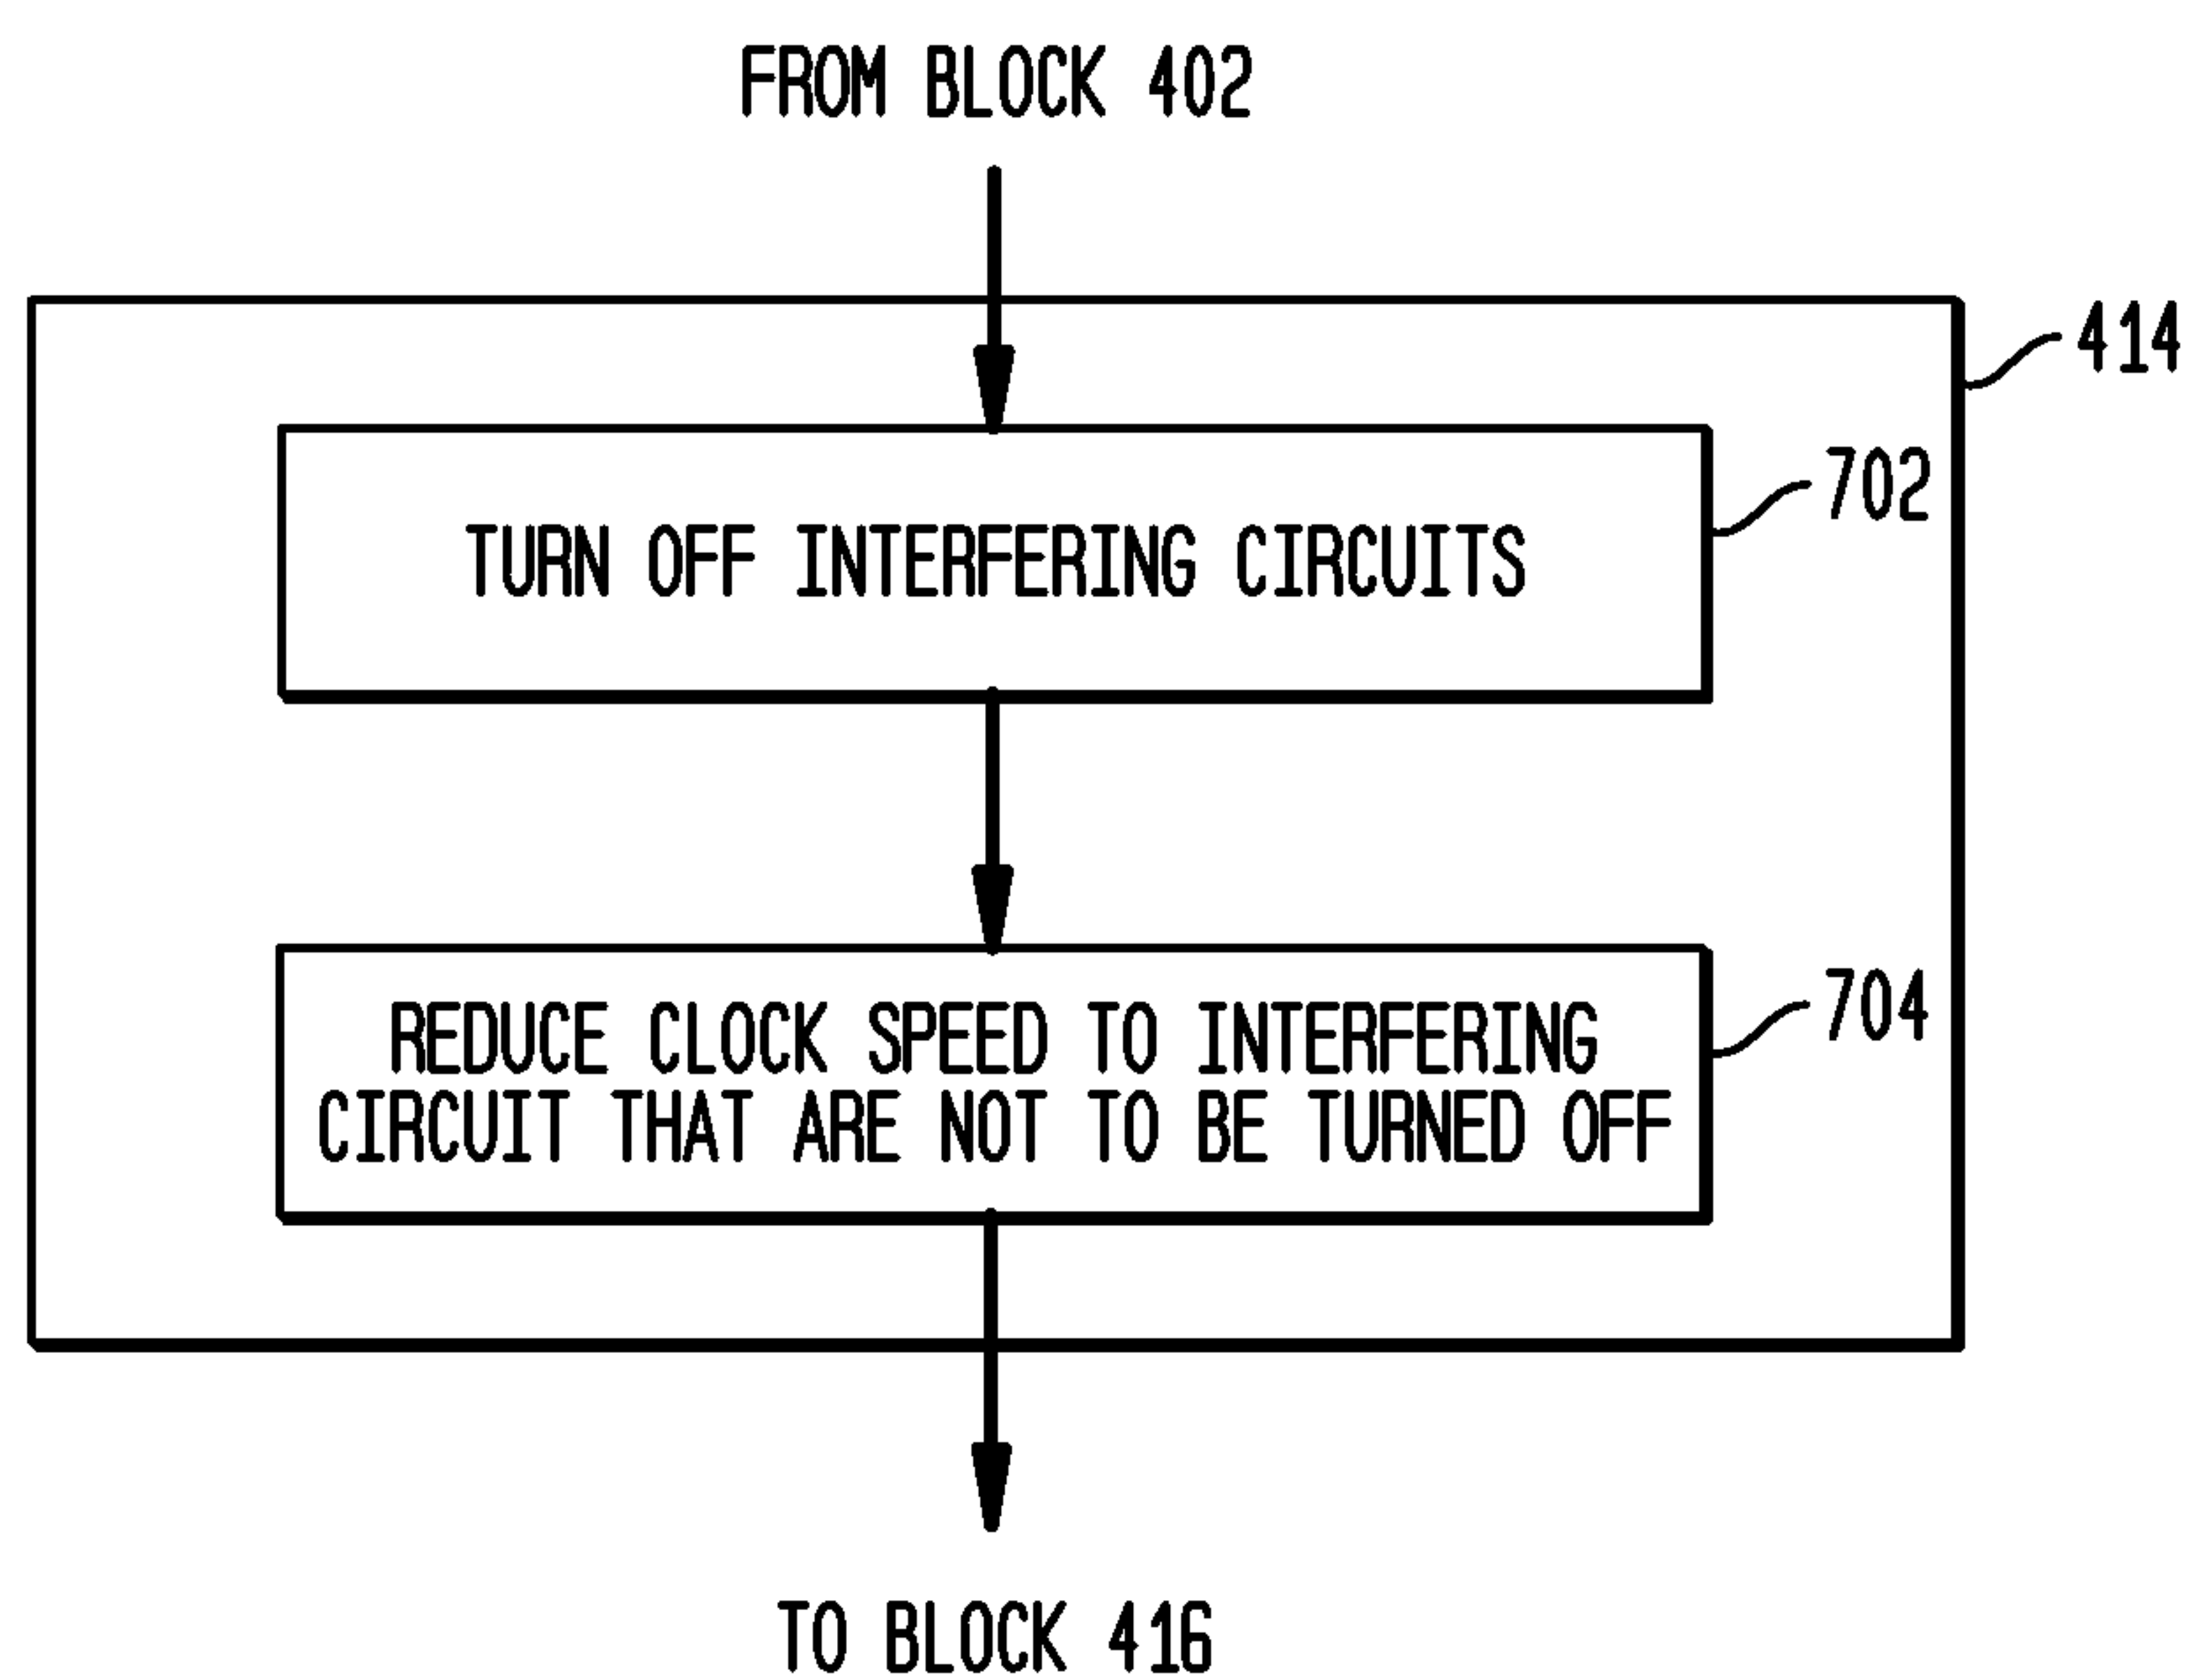 FROM BLOCK 402
414
702
TURN OFF INTERFERING CIRCUITS
704
REDUCE CLOCK SPEED TO INTERFERING
CIRCUIT THAT ARE NOT TO BE TURNED OFF
TO BLOCK 416